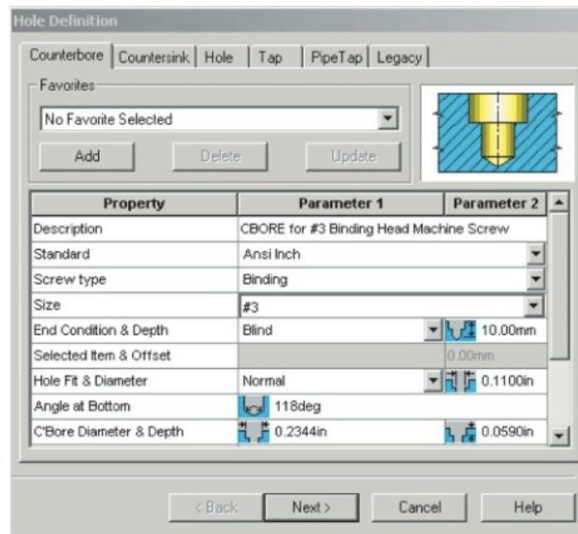 Hole Definition
Counterbore Countersink Hole Tap PipeTap Legacy
Favorites
No Favorite Selected
Add Delete Update
Property Parameter 1 Parameter 2
Description CBORE for #3 Binding Head Machine Screw
Standard Ansi Inch
Screw type Binding
Size #3
End Condition & Depth Blind 10.00mm
Selected Item & Offset 0.00mm
Hole Fit & Diameter Normal 0.1100in
Angle at Bottom 118deg
C'Bore Diameter & Depth 0.2344in 0.0590in
< Back Next > Cancel Help